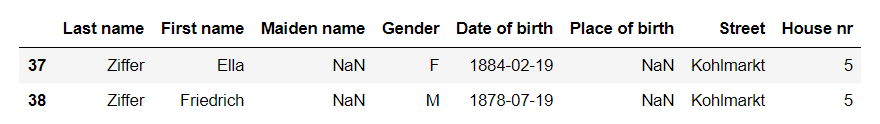 Last name First name Maiden name Gender Date of birth Place of birth Street House nr
37 Ziffer Ella NaN F 1884-02-19 NaN Kohlmarkt 5
38 Ziffer Friedrich NaN M 1878-07-19 NaN Kohlmarkt 5